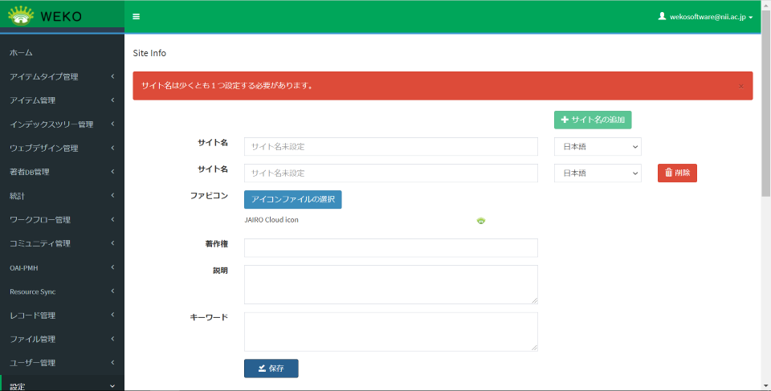 WEKO
wekosoftware@nii.ac.jp
ホーム
アイテムタイプ管理
アイテム管理
インデックスツリー管理
ウェブデザイン管理
著者DB管理
統計
ワークフロー管理
コミュニティ管理
OAI-PMH
Resource Sync
レコード管理
ファイル管理
ユーザー管理
設定
Site Info
サイト名は少くとも１つ設定する必要があります。
×
サイト名の追加
サイト名 サイト名未設定 日本語
サイト名 サイト名未設定 日本語 削除
ファビコン アイコンファイルの選択
JAIRO Cloud icon
著作権
説明
キーワード
保存